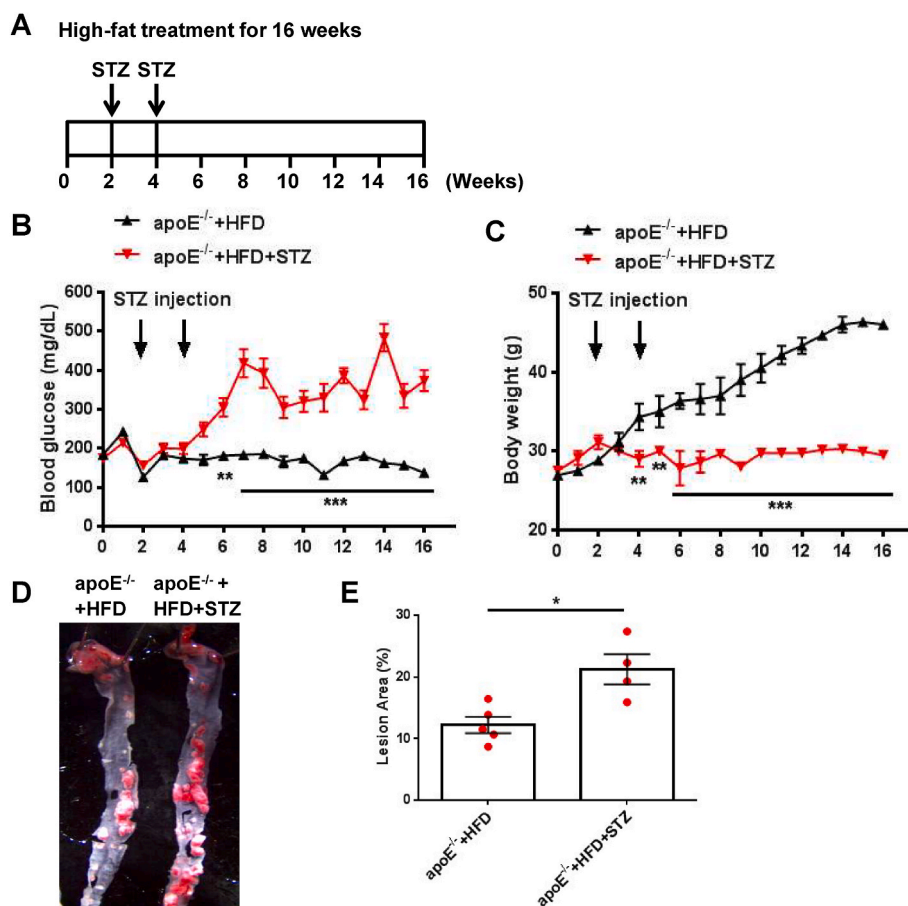 A High-fat treatment for 16 weeks
STZ STZ
0 2 4 6 8 10 12 14 16 (Weeks)
B
apoE⁻/⁻+HFD
apoE⁻/⁻+HFD+STZ
STZ injection
Blood glucose (mg/dL)
600
500
400
300
200
100
0
**
***
0 2 4 6 8 10 12 14 16
C
apoE⁻/⁻+HFD
apoE⁻/⁻+HFD+STZ
STZ injection
Body weight (g)
50
40
30
20
**
**
***
0 2 4 6 8 10 12 14 16
D
apoE⁻/⁻ apoE⁻/⁻ +
+HFD HFD+STZ
E
*
Lesion Area (%)
30
20
10
0
apoE⁻/⁻+HFD
apoE⁻/⁻+HFD+STZ